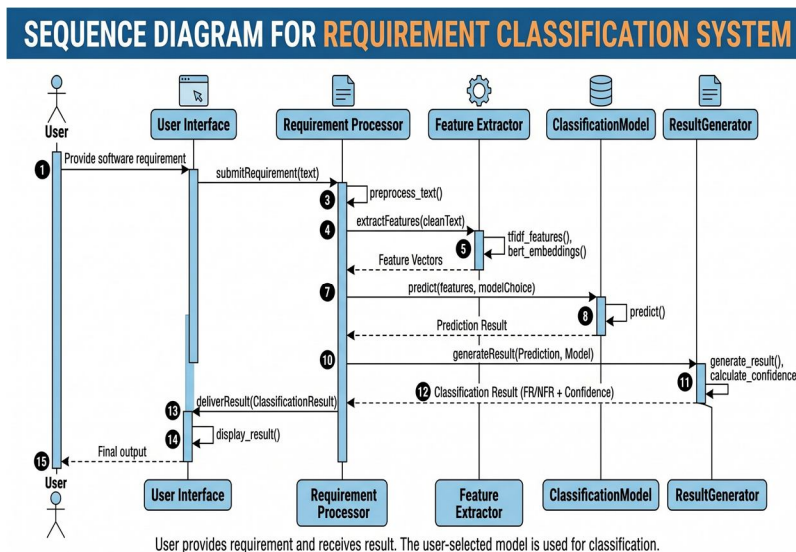 SEQUENCE DIAGRAM FOR REQUIREMENT CLASSIFICATION SYSTEM
User
User Interface
Requirement Processor
Feature Extractor
ClassificationModel
ResultGenerator
1 Provide software requirement
submitRequirement(text)
3 preprocess_text()
4 extractFeatures(cleanText)
5 tfidf_features(),
bert_embeddings()
Feature Vectors
7 predict(features, modelChoice)
8 predict()
Prediction Result
10 generateResult(Prediction, Model)
generate_result(),
11 calculate_confidence
12 Classification Result (FR/NFR + Confidence)
13 deliverResult(ClassificationResult)
14 display_result()
15 Final output
User
User Interface
Requirement
Processor
Feature
Extractor
ClassificationModel
ResultGenerator
User provides requirement and receives result. The user-selected model is used for classification.